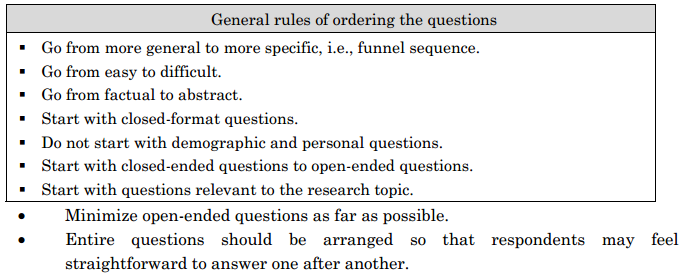 General rules of ordering the questions
▪ Go from more general to more specific, i.e., funnel sequence.
▪ Go from easy to difficult.
▪ Go from factual to abstract.
▪ Start with closed-format questions.
▪ Do not start with demographic and personal questions.
▪ Start with closed-ended questions to open-ended questions.
▪ Start with questions relevant to the research topic.
• Minimize open-ended questions as far as possible.
• Entire questions should be arranged so that respondents may feel
straightforward to answer one after another.